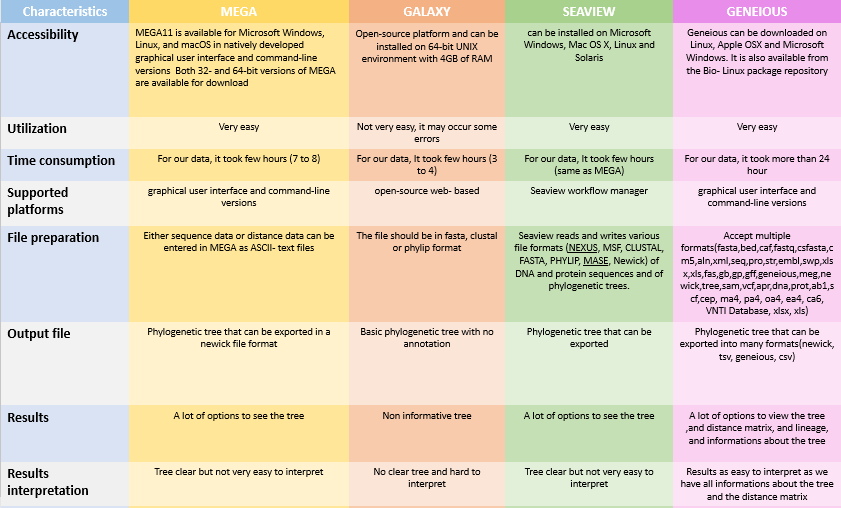 Characteristics
MEGA
GALAXY
SEAVIEW
GENEIOUS
Accessibility
MEGA11 is available for Microsoft Windows,
Linux, and macOS in natively developed
graphical user interface and command-line
versions Both 32- and 64-bit versions of MEGA
are available for download
Open-source platform and can be
installed on 64-bit UNIX
environment with 4GB of RAM
can be installed on Microsoft
Windows, Mac OS X, Linux and
Solaris
Geneious can be downloaded on
Linux, Apple OSX and Microsoft
Windows. It is also available from
the Bio- Linux package repository
Utilization
Very easy
Not very easy, it may occur some
errors
Very easy
Very easy
Time consumption
For our data, it took few hours (7 to 8)
For our data, It took few hours (3
to 4)
For our data, It took few hours
(same as MEGA)
For our data, it took more than 24
hour
Supported
platforms
graphical user interface and command-line
versions
open-source web- based
Seaview workflow manager
graphical user interface and
command-line versions
File preparation
Either sequence data or distance data can be
entered in MEGA as ASCII- text files
The file should be in fasta, clustal
or phylip format
Seaview reads and writes various
file formats (NEXUS, MSF, CLUSTAL,
FASTA, PHYLIP, MASE, Newick) of
DNA and protein sequences and of
phylogenetic trees.
Accept multiple
formats(fasta,bed,caf,fastq,csfasta,c
m5,aln,xml,seq,pro,str,embl,swp,xls
x,xls,fas,gb,gp,gff,geneious,meg,ne
wick,tree,sam,vcf,apr,dna,prot,ab1,s
cf,cep, ma4, pa4, oa4, ea4, ca6,
VNTI Database, xlsx, xls)
Output file
Phylogenetic tree that can be exported in a
newick file format
Basic phylogenetic tree with no
annotation
Phylogenetic tree that can be
exported
Phylogenetic tree that can be
exported into many formats(newick,
tsv, geneious, csv)
Results
A lot of options to see the tree
Non informative tree
A lot of options to see the tree
A lot of options to view the tree
,and distance matrix, and lineage,
and informations about the tree
Results
interpretation
Tree clear but not very easy to interpret
No clear tree and hard to
interpret
Tree clear but not very easy to
interpret
Results as easy to interpret as we
have all informations about the tree
and the distance matrix